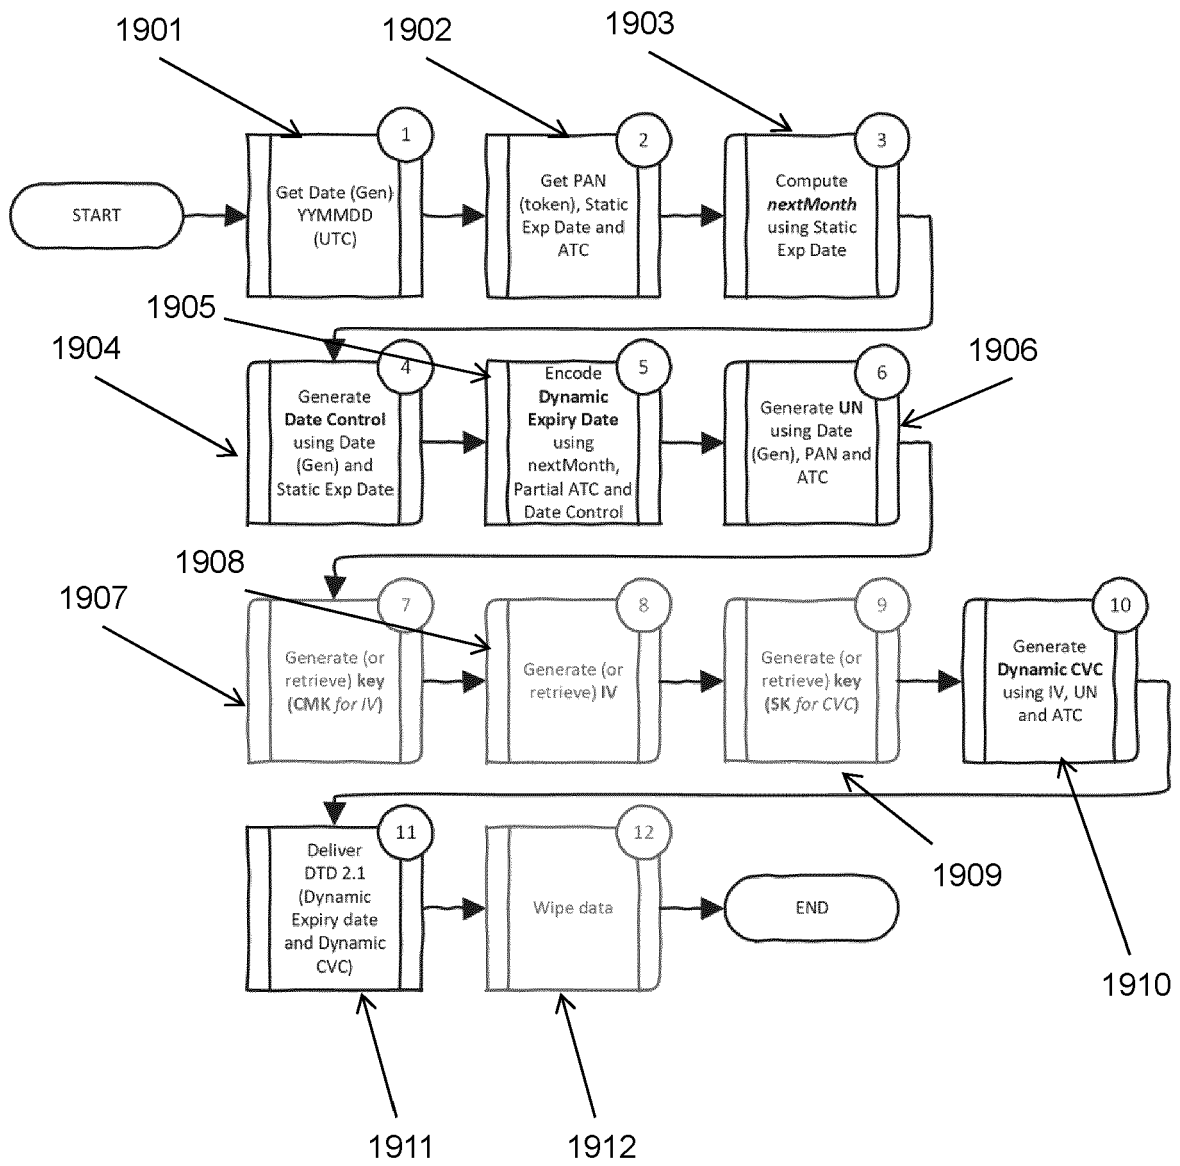 1901
1902
1903
1
2
3
START
Get Date (Gen)
YYMMDD
(UTC)
Get PAN
(token), Static
Exp Date and
ATC
Compute
nextMonth
using Static
Exp Date
1905
1904
1906
4
5
6
Generate
Date Control
using Date
(Gen) and
Static Exp Date
Encode
Dynamic
Expiry Date
using
nextMonth,
Partial ATC and
Date Control
Generate UN
using Date
(Gen), PAN and
ATC
1908
1907
7
8
9
10
Generate (or
retrieve) key
(CMK for IV)
Generate (or
retrieve) IV
Generate (or
retrieve) key
(SK for CVC)
Generate
Dynamic CVC
using IV, UN
and ATC
1909
1910
11
12
Deliver
DTD 2.1
(Dynamic
Expiry date
and Dynamic
CVC)
Wipe data
END
1911
1912